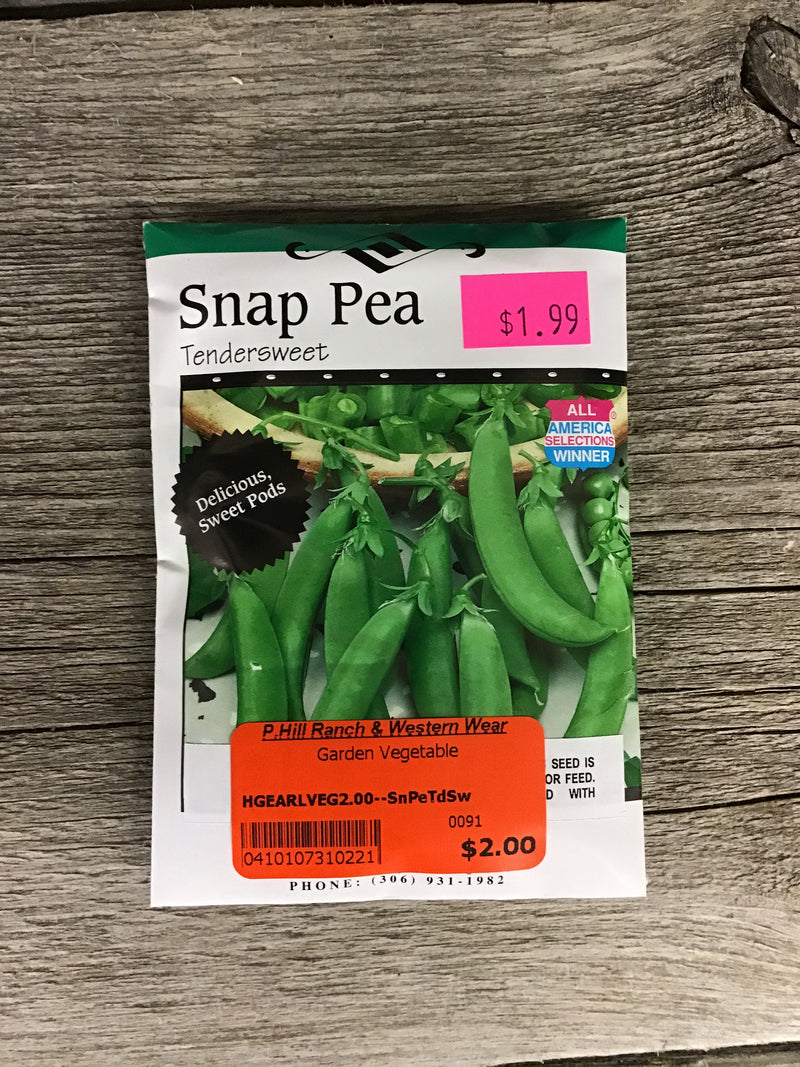 Snap Pea
$1.99
Tendersweet
ALL
AMERICA
SELECTIONS
WINNER
Delicious,
Sweet Pods
P.Hill Ranch & Western Wear
Garden Vegetable
SEED IS
OR FEED.
D WITH
HGEARLVEG2.00--SnPeTdSw
0091
0410107310221
$2.00
PHONE: (306) 931-1982